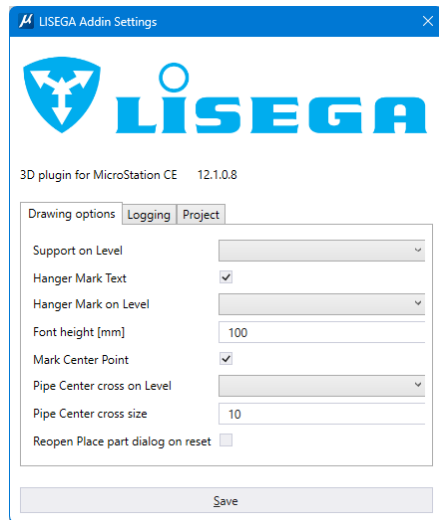 LISEGA Addin Settings
LISEGA
3D plugin for MicroStation CE 12.1.0.8
Drawing options Logging Project
Support on Level
Hanger Mark Text
Hanger Mark on Level
Font height [mm] 100
Mark Center Point
Pipe Center cross on Level
Pipe Center cross size 10
Reopen Place part dialog on reset
Save